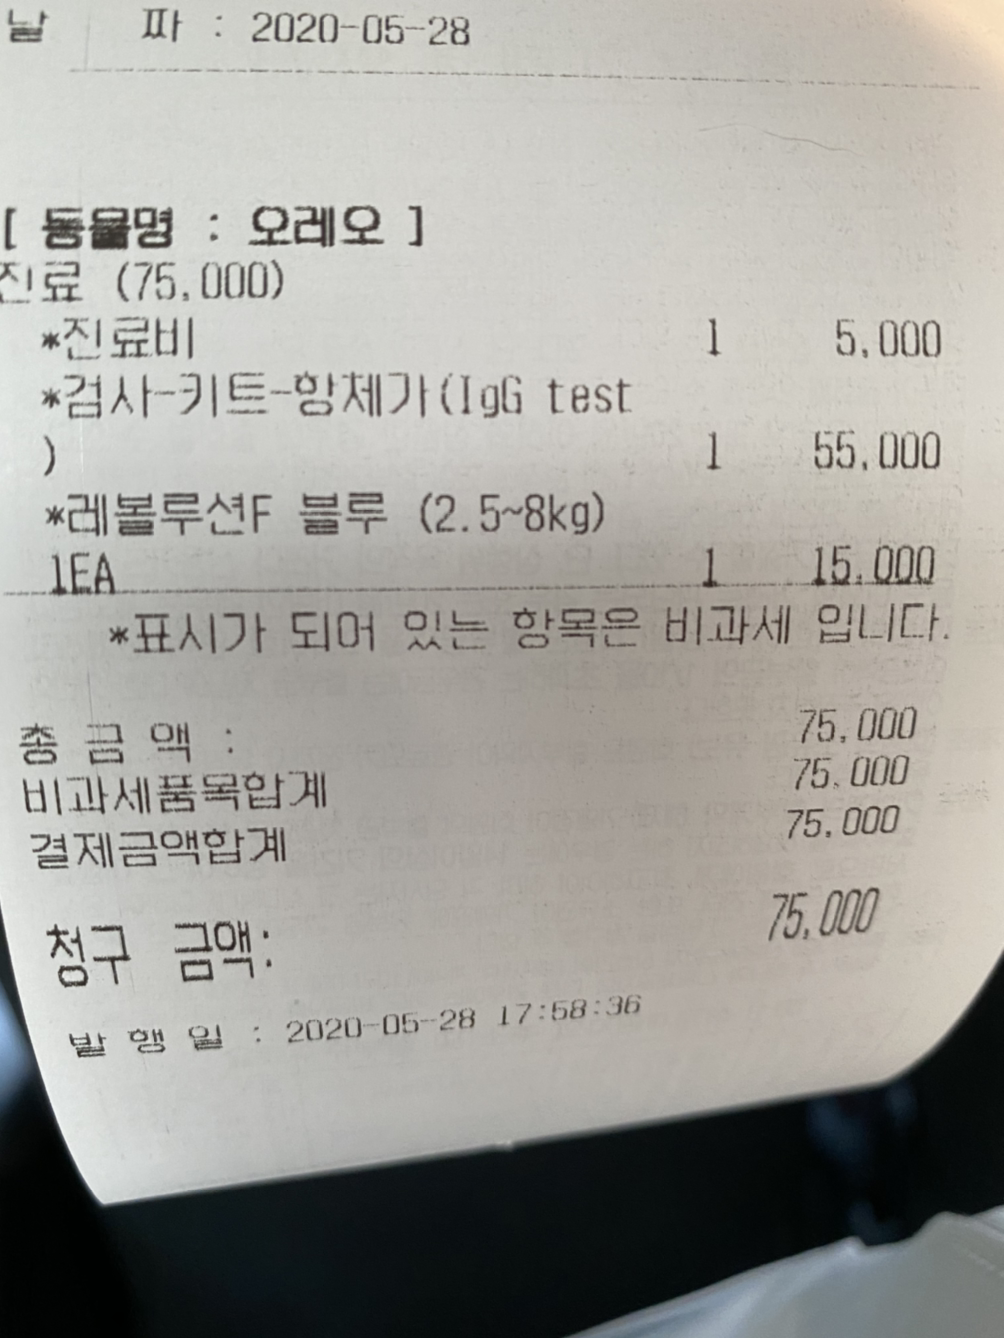 날 짜 : 2020-05-28
[ 동물명 : 오레오 ]
진료 (75,000)
*진료비 1 5,000
*검사-키트-항체가(IgG test
) 1 55,000
*레볼루션F 블루 (2.5~8kg)
1EA 1 15,000
*표시가 되어 있는 항목은 비과세 입니다.
총 금 액 : 75,000
비과세품목합계 75,000
결제금액합계 75,000
청구 금액: 75,000
발 행 일 : 2020-05-28 17:58:36